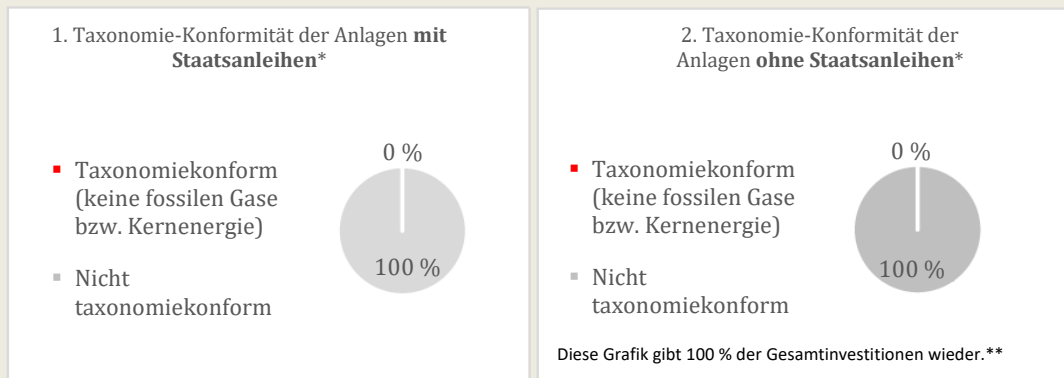 1. Taxonomie-Konformität der Anlagen mit
Staatsanleihen*
0 %
Taxonomiekonform
(keine fossilen Gase
bzw. Kernenergie)
100 %
Nicht
taxonomiekonform
2. Taxonomie-Konformität der
Anlagen ohne Staatsanleihen*
0 %
Taxonomiekonform
(keine fossilen Gase
bzw. Kernenergie)
100 %
Nicht
taxonomiekonform
Diese Grafik gibt 100 % der Gesamtinvestitionen wieder.**